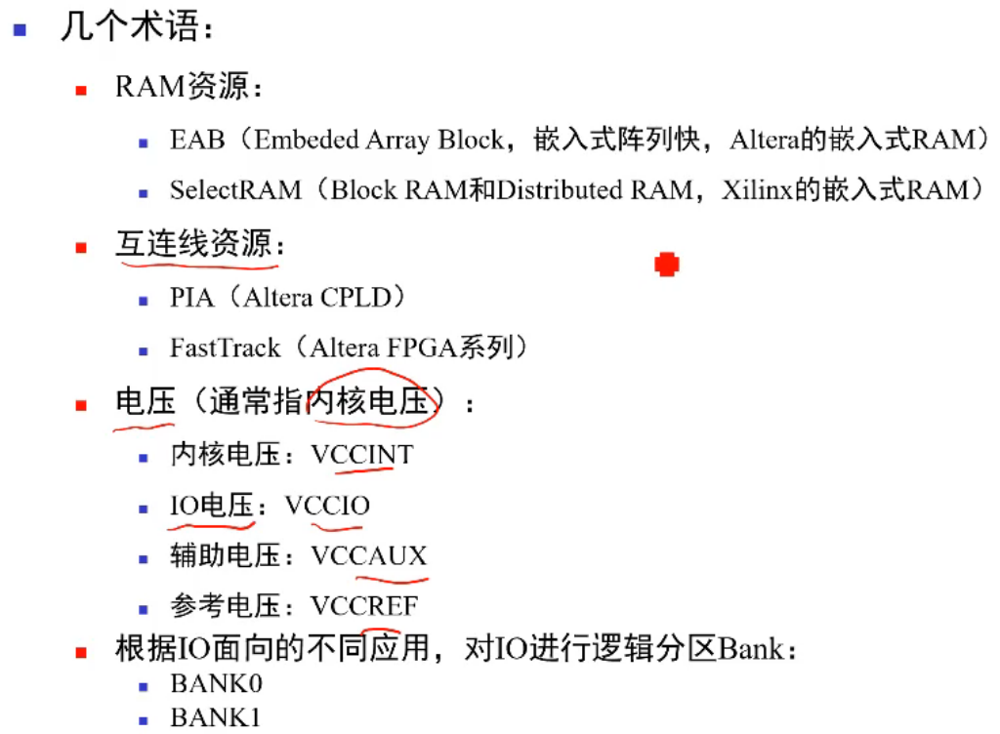 几个术语：
RAM资源：
EAB（Embeded Array Block，嵌入式阵列快，Altera的嵌入式RAM）
SelectRAM（Block RAM和Distributed RAM，Xilinx的嵌入式RAM）
互连线资源：
PIA（Altera CPLD）
FastTrack（Altera FPGA系列）
电压（通常指内核电压）：
内核电压：VCCINT
IO电压：VCCIO
辅助电压：VCCAUX
参考电压：VCCREF
根据IO面向的不同应用，对IO进行逻辑分区Bank：
BANK0
BANK1